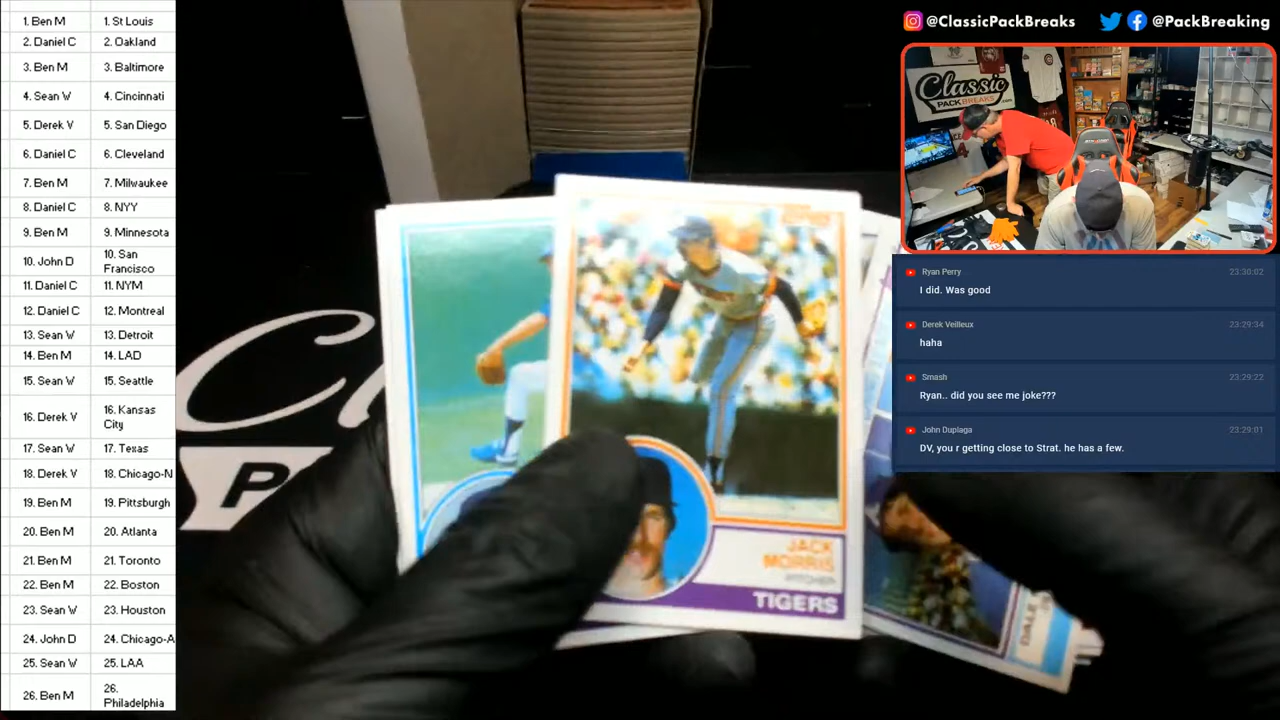 1. Ben M 1. St Louis
2. Daniel C 2. Oakland
3. Ben M 3. Baltimore
4. Sean W 4. Cincinnati
5. Derek V 5. San Diego
6. Daniel C 6. Cleveland
7. Ben M 7. Milwaukee
8. Daniel C 8. NYY
9. Ben M 9. Minnesota
10. John D 10. San
Francisco
11. Daniel C 11. NYM
12. Daniel C 12. Montreal
13. Sean W 13. Detroit
14. Ben M 14. LAD
15. Sean W 15. Seattle
16. Derek V 16. Kansas
City
17. Sean W 17. Texas
18. Derek V 18. Chicago-N
19. Ben M 19. Pittsburgh
20. Ben M 20. Atlanta
21. Ben M 21. Toronto
22. Ben M 22. Boston
23. Sean W 23. Houston
24. John D 24. Chicago-A
25. Sean W 25. LAA
26. Ben M 26.
Philadelphia
JACK
MORRIS
PITCHER
TIGERS
DALE
@ClassicPackBreaks @PackBreaking
Classic
PACKBREAKS.com
Ryan Perry 23:30:02
I did. Was good
Derek Veilleux 23:29:34
haha
Smash 23:29:22
Ryan.. did you see me joke???
John Duplaga 23:29:01
DV, you r getting close to Strat. he has a few.